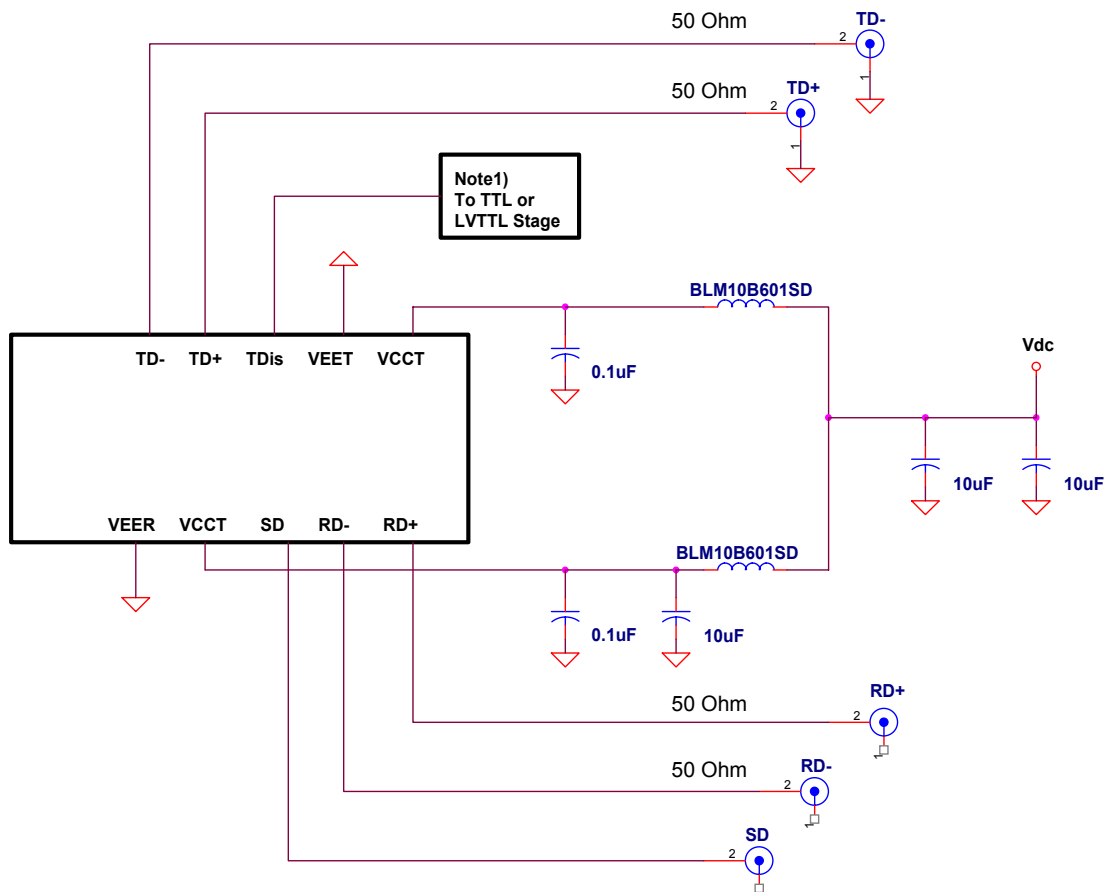 50 Ohm
TD-
2
1
50 Ohm
TD+
2
1
Note1)
To TTL or
LVTTL Stage
BLM10B601SD
TD-
TD+
TDis
VEET
VCCT
0.1uF
Vdc
10uF
10uF
VEER
VCCT
SD
RD-
RD+
BLM10B601SD
0.1uF
10uF
50 Ohm
RD+
2
1
50 Ohm
RD-
2
1
SD
2